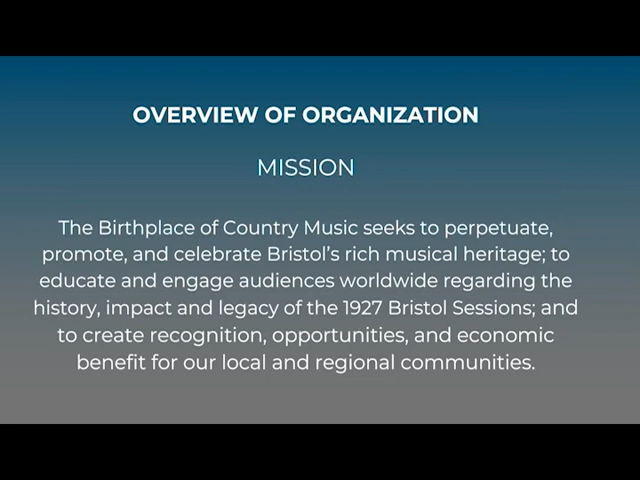 OVERVIEW OF ORGANIZATION
MISSION
The Birthplace of Country Music seeks to perpetuate,
promote, and celebrate Bristol’s rich musical heritage; to
educate and engage audiences worldwide regarding the
history, impact and legacy of the 1927 Bristol Sessions; and
to create recognition, opportunities, and economic
benefit for our local and regional communities.